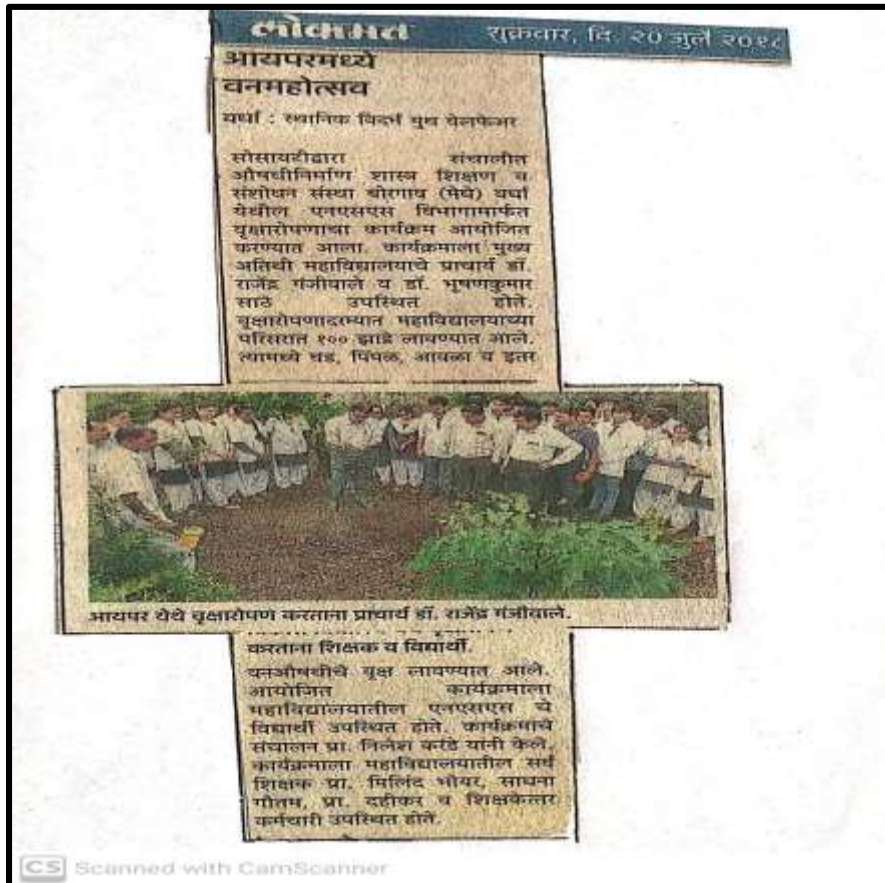 लोकमत
शुक्रवार, दि. २० जुलै २०१८
आयपरमध्ये
वनमहोत्सव
वर्धा : स्थानिक विदर्भ युथ वेलफेअर
सोसायटीद्वारा संचालीत
औषधीनिर्माण शास्त्र शिक्षण व
संशोधन संस्था बोरगाव (मेघे) वर्धा
येथील एनएसएस विभागामार्फत
वृक्षारोपणाचा कार्यक्रम आयोजित
करण्यात आला. कार्यक्रमाला मुख्य
अतिथी महाविद्यालयाचे प्राचार्य डॉ.
राजेंद्र गंजीवाले व डॉ. भूषणकुमार
साठे उपस्थित होते.
वृक्षारोपणादरम्यात महाविद्यालयाच्या
परिसरात १०० झाडे लावण्यात आले.
त्यामध्ये वड, पिंपळ, आवळा व इतर
आयपर येथे वृक्षारोपण करताना प्राचार्य डॉ. राजेंद्र गंजीवाले.
करताना शिक्षक व विद्यार्थी.
वनऔषधीचे वृक्ष लावण्यात आले.
आयोजित कार्यक्रमाला
महाविद्यालयातील एनएसएस चे
विद्यार्थी उपस्थित होते. कार्यक्रमाचे
संचालन प्रा. निलेश करंडे यांनी केले.
कार्यक्रमाला महाविद्यालयातील सर्व
शिक्षक प्रा. मिलिंद भोयर, साधना
गौतम, प्रा. दहीकर व शिक्षकेत्तर
कर्मचारी उपस्थित होते.
CS Scanned with CamScanner